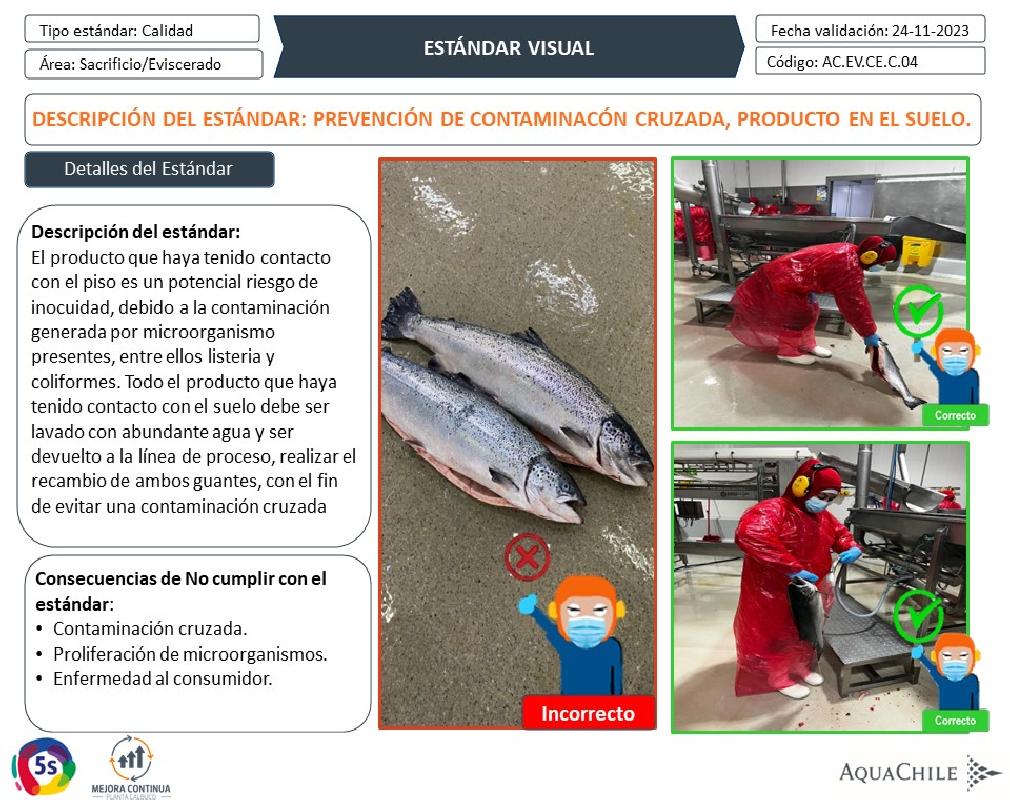 Tipo estándar: Calidad
Área: Sacrificio/Eviscerado
ESTÁNDAR VISUAL
Fecha validación: 24-11-2023
Código: AC.EV.CE.C.04
DESCRIPCIÓN DEL ESTÁNDAR: PREVENCIÓN DE CONTAMINACÓN CRUZADA, PRODUCTO EN EL SUELO.
Detalles del Estándar
Descripción del estándar:
El producto que haya tenido contacto
con el piso es un potencial riesgo de
inocuidad, debido a la contaminación
generada por microorganismo
presentes, entre ellos listeria y
coliformes. Todo el producto que haya
tenido contacto con el suelo debe ser
lavado con abundante agua y ser
devuelto a la línea de proceso, realizar el
recambio de ambos guantes, con el fin
de evitar una contaminación cruzada
Consecuencias de No cumplir con el
estándar:
• Contaminación cruzada.
• Proliferación de microorganismos.
• Enfermedad al consumidor.
Incorrecto
Correcto
Correcto
5s
MEJORA CONTINUA
PLANTA CALBUCO
AQUACHILE